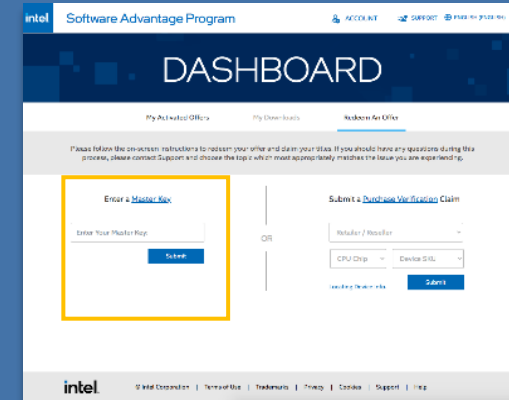 intel
Software Advantage Program
ACCOUNT
SUPPORT
DASHBOARD
My Activated Offers
My Downloads
Redeem An Offer
Please follow the on-screen instructions to redeem your offer and claim your titles. If you should have any questions during this
process, please contact Support and choose the topic which most appropriately matches the issue you are experiencing.
Enter a Master Key
Enter Your Master Key:
Submit
OR
Submit a Purchase Verification Claim
Retailer / Reseller
CPU Chip
Device SKU
Locating Device Info
Submit
intel.
© Intel Corporation | Terms of Use | Trademarks | Privacy | Cookies | Support | Help